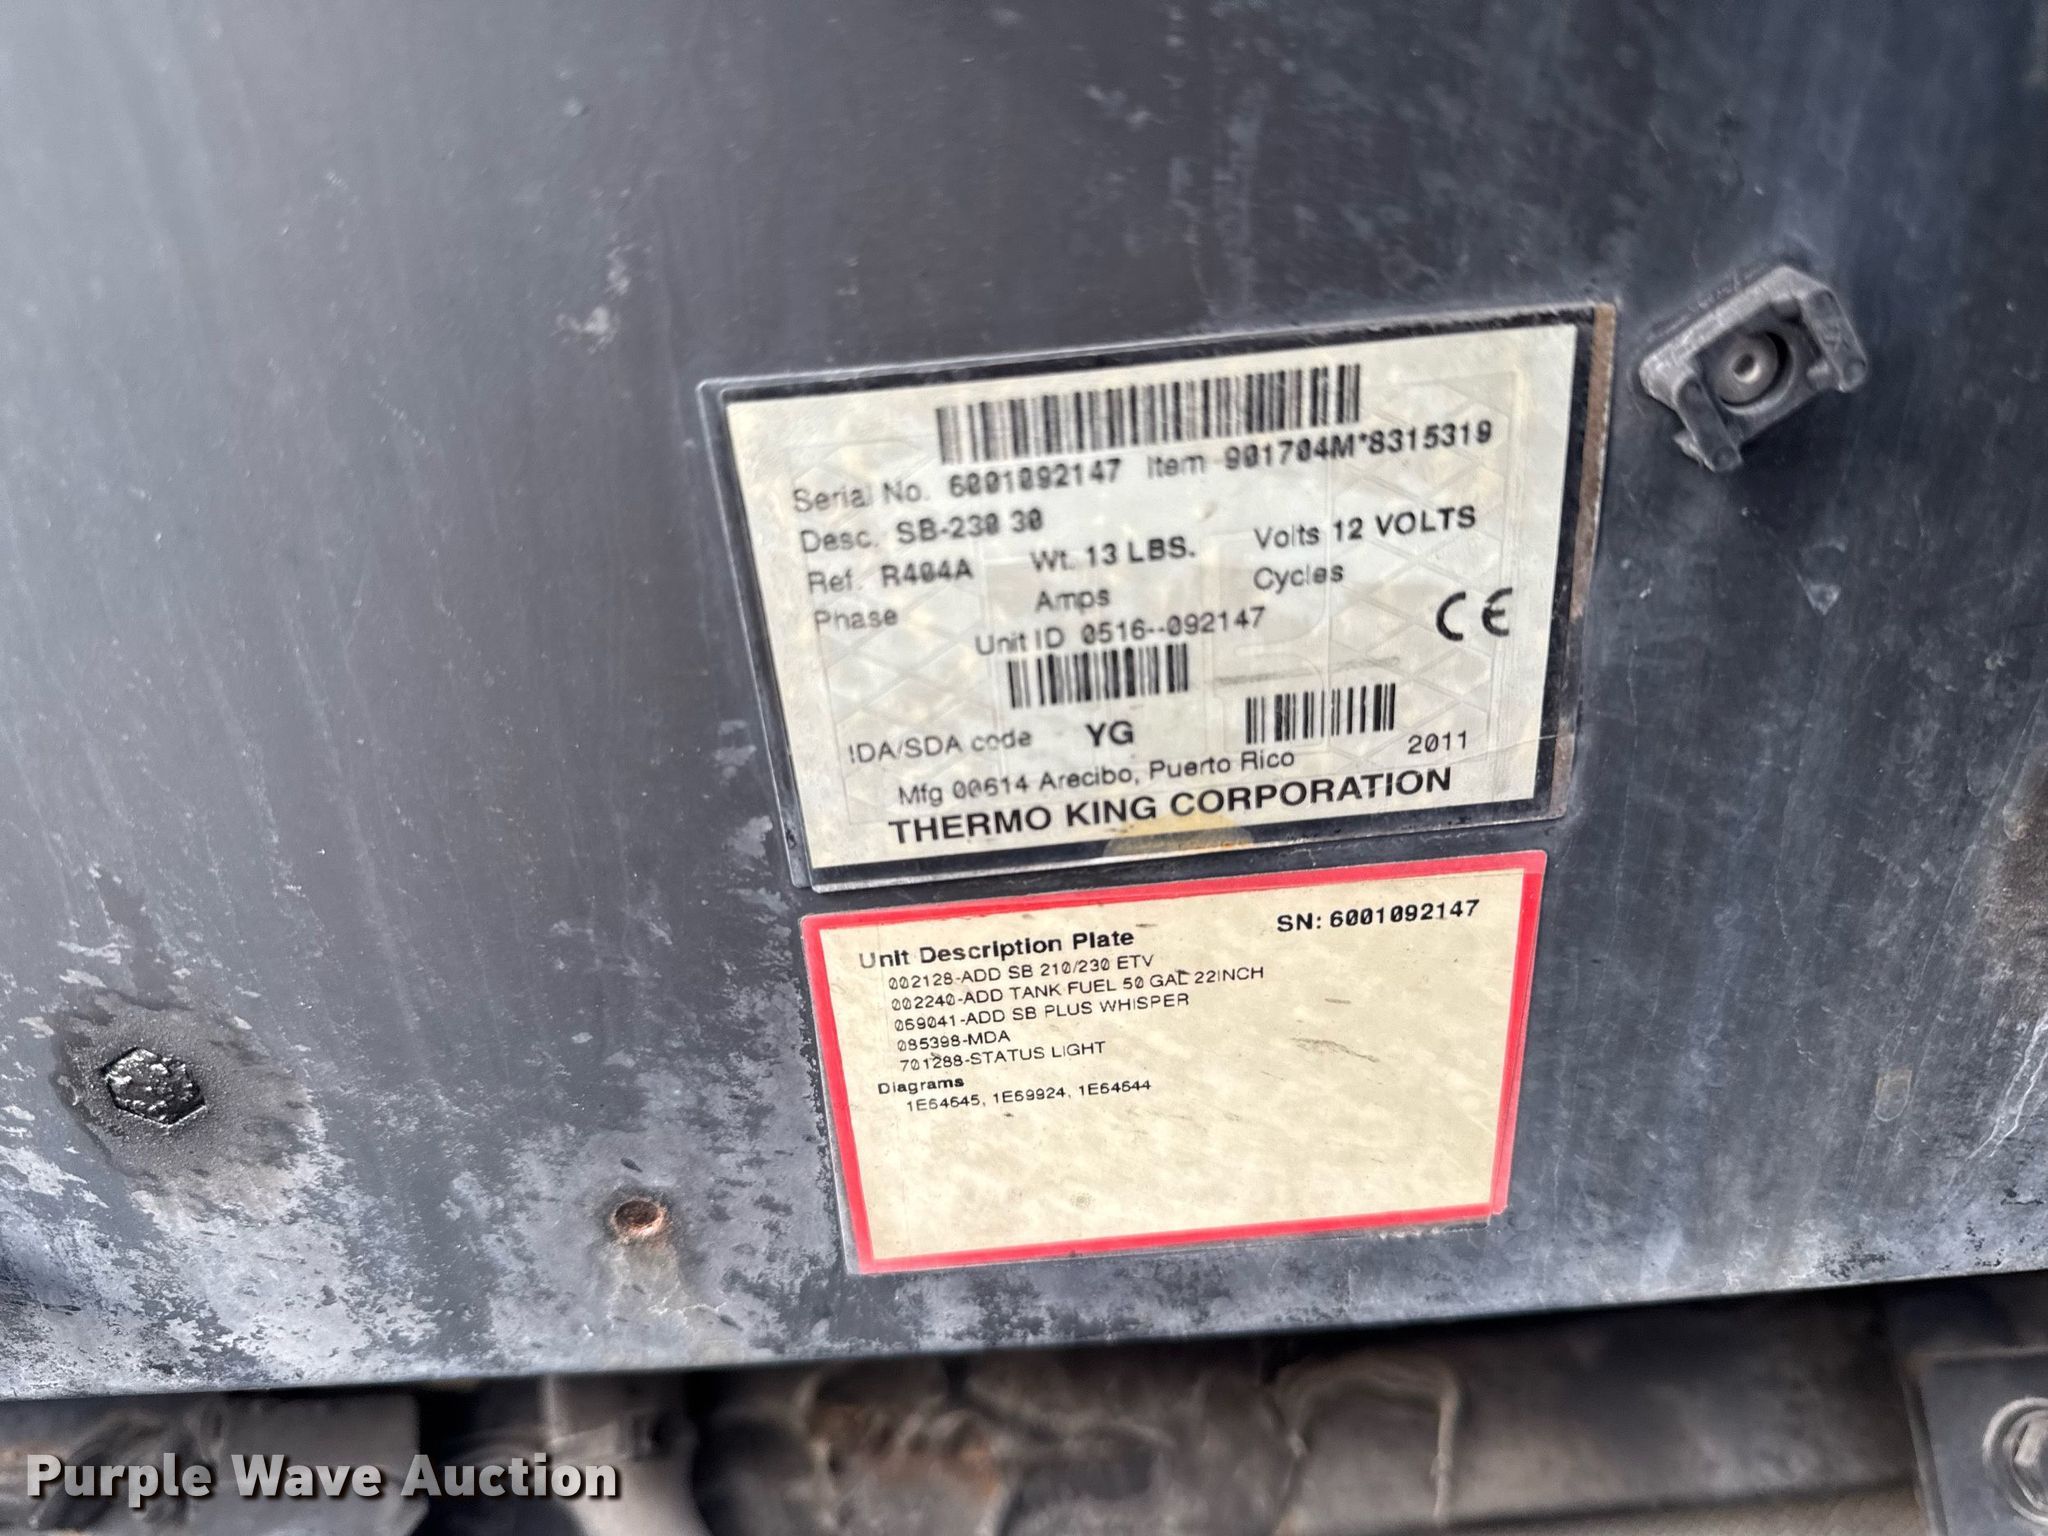 Serial No. 6001092147 Item 901704M*8315319
Desc. SB-230 30
Ref. R404A Wt. 13 LBS. Volts 12 VOLTS
Phase Amps Cycles
Unit ID 0516--092147
CE
IDA/SDA code YG
Mfg 00614 Arecibo, Puerto Rico 2011
THERMO KING CORPORATION
Unit Description Plate SN: 6001092147
002128-ADD SB 210/230 ETV
002240-ADD TANK FUEL 50 GAL 22INCH
069041-ADD SB PLUS WHISPER
085398-MDA
701288-STATUS LIGHT
Diagrams
1E64645, 1E69924, 1E64644
Purple Wave Auction